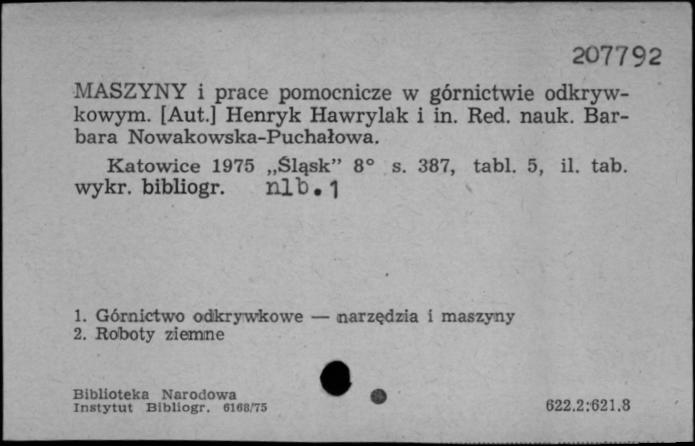 207792
MASZYNY i prace pomocnicze w górnictwie odkryw-
kowym. [Aut.] Henryk Hawrylak i in. Red. nauk. Bar-
bara Nowakowska-Puchałowa.
Katowice 1975 „Śląsk” 8° s. 387, tabl. 5, il. tab.
wykr. bibliogr. nlb.1
1. Górnictwo odkrywkowe — narzędzia i maszyny
2. Roboty ziemne
Biblioteka Narodowa
Instytut Bibliogr. 6168/75
622.2:621.8